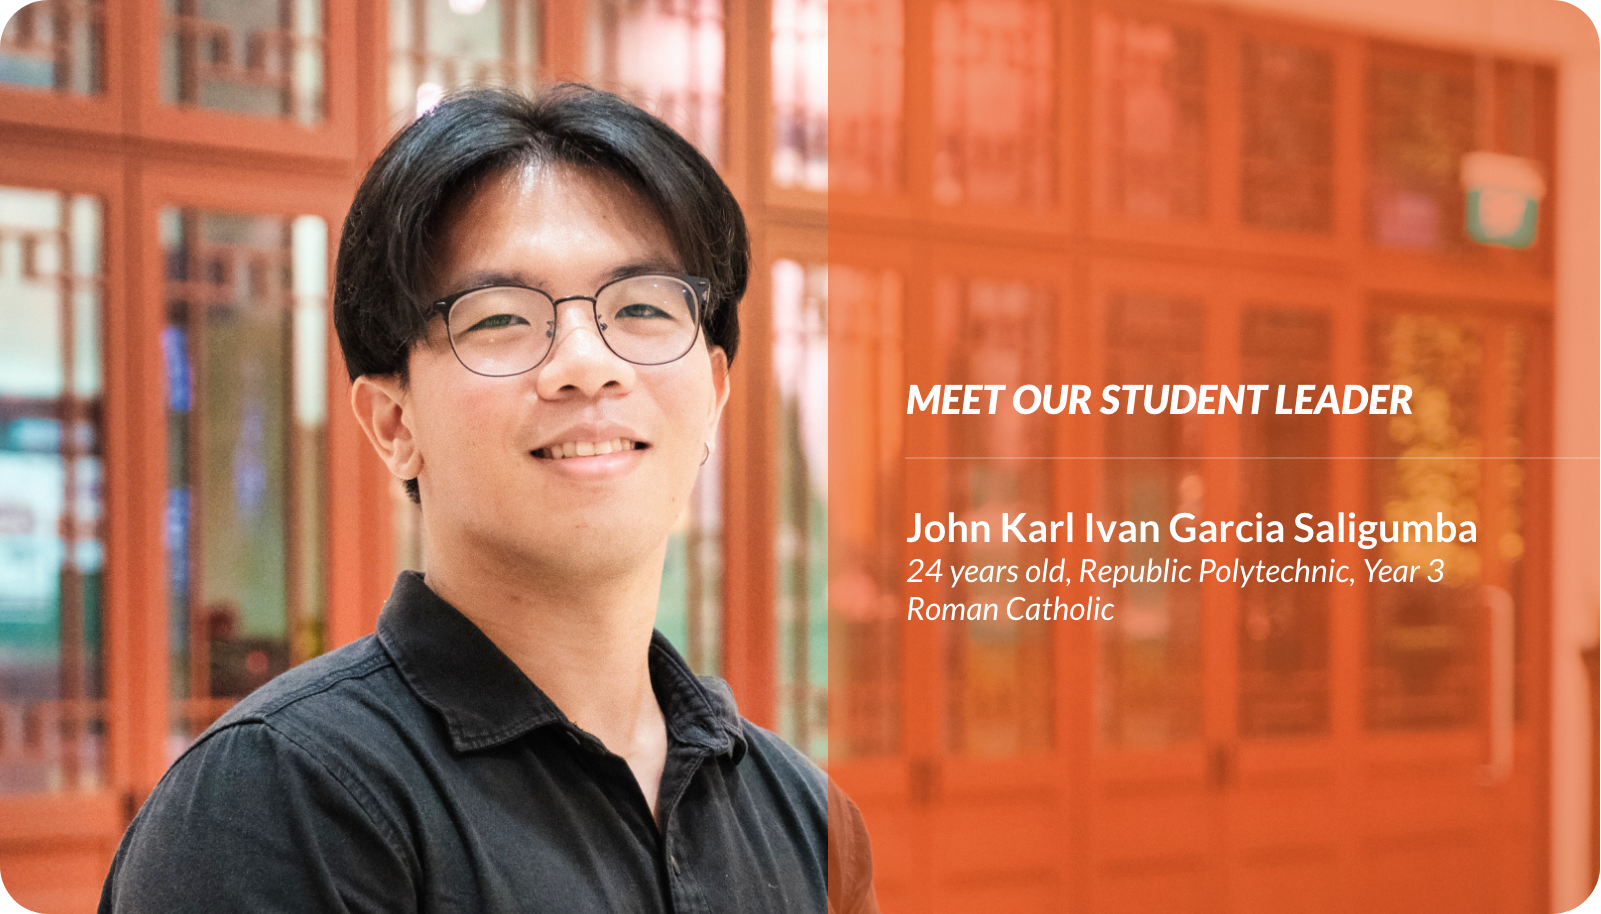 MEET OUR STUDENT LEADER
John Karl Ivan Garcia Saligumba
24 years old, Republic Polytechnic, Year 3
Roman Catholic